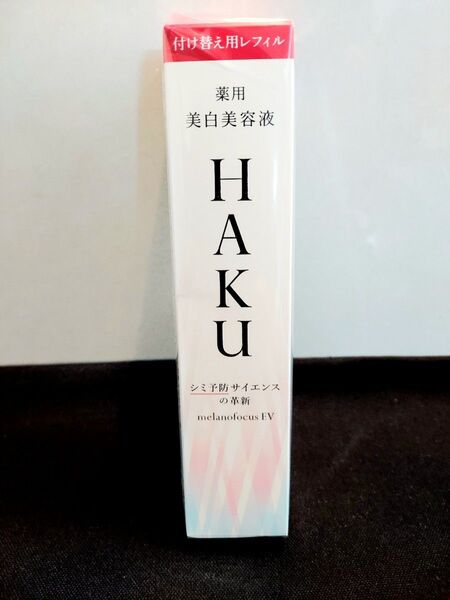 付け替え用レフィル
薬用
美白美容液
HAKU
シミ予防サイエンス
の革新
melanofocus EV